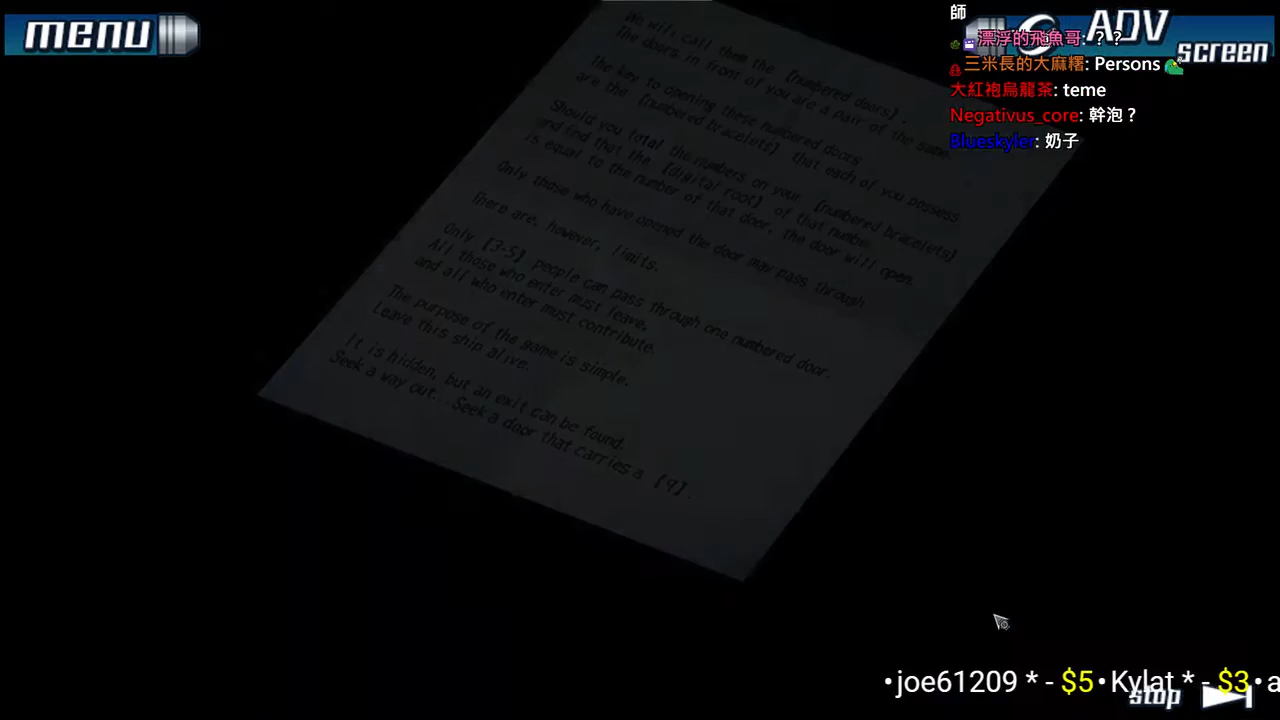 menu
ADV
screen
師
漂浮的飛魚哥: ? ?
三米長的大麻糬: Persons
大紅袍烏龍茶: teme
Negativus_core: 幹泡？
Blueskyler: 奶子
We will call them the [numbered doors].
The doors in front of you are a pair of the same.
The key to opening these numbered doors
are the [numbered bracelets] that each of you possess
Should you total the numbers on your [numbered bracelets]
and find that the [digital root] of that number
is equal to the number of that door, the door will open.
Only those who have opened the door may pass through
There are, however, limits.
Only [3-5] people can pass through one numbered door.
All those who enter must leave,
and all who enter must contribute.
The purpose of the game is simple.
Leave this ship alive.
It is hidden, but an exit can be found.
Seek a way out...Seek a door that carries a [9].
•joe61209 * - $5•Kylat * - $3•a
stop